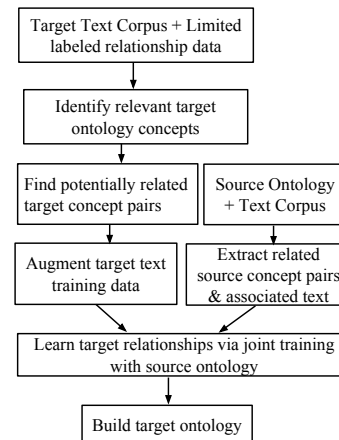 Target Text Corpus + Limited
labeled relationship data
Identify relevant target
ontology concepts
Find potentially related
target concept pairs
Source Ontology
+ Text Corpus
Augment target text
training data
Extract related
source concept pairs
& associated text
Learn target relationships via joint training
with source ontology
Build target ontology